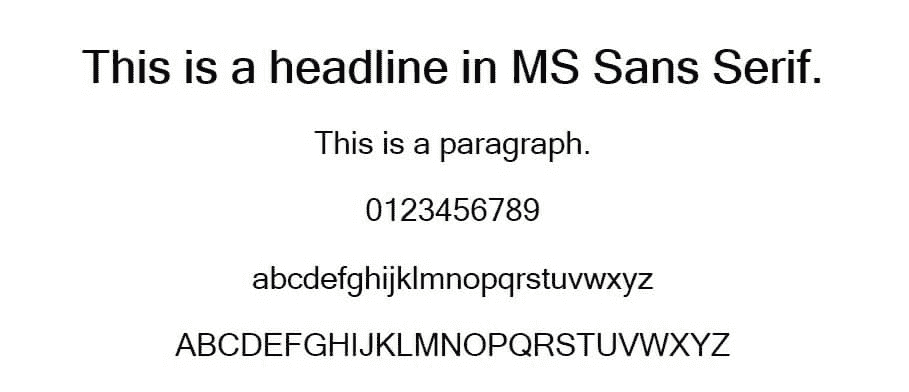 This is a headline in MS Sans Serif.
This is a paragraph.
0123456789
abcdefghijklmnopqrstuvwxyz
ABCDEFGHIJKLMNOPQRSTUVWXYZ